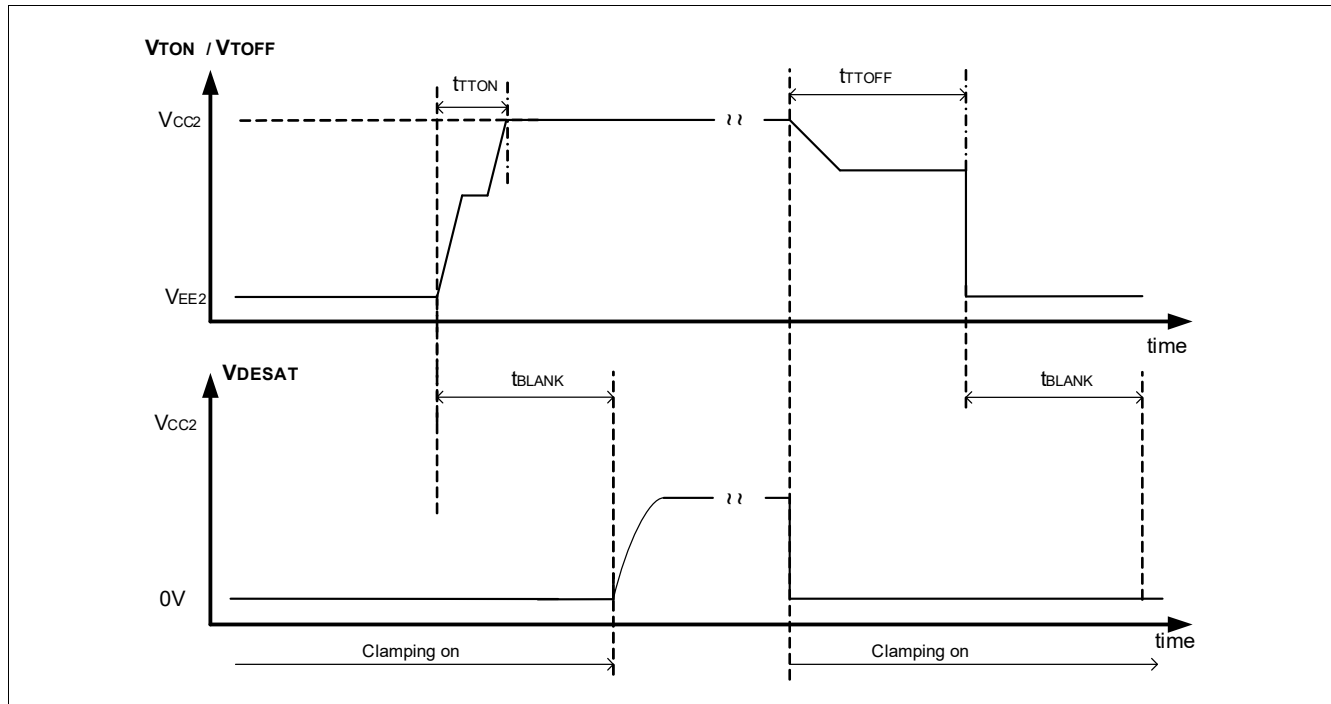 VTON / VTOFF
tTTON
tTTOFF
VCC2
~~ ~~
VEE2
time
VDESAT
tBLANK
tBLANK
VCC2
~~
0V
time
Clamping on
Clamping on